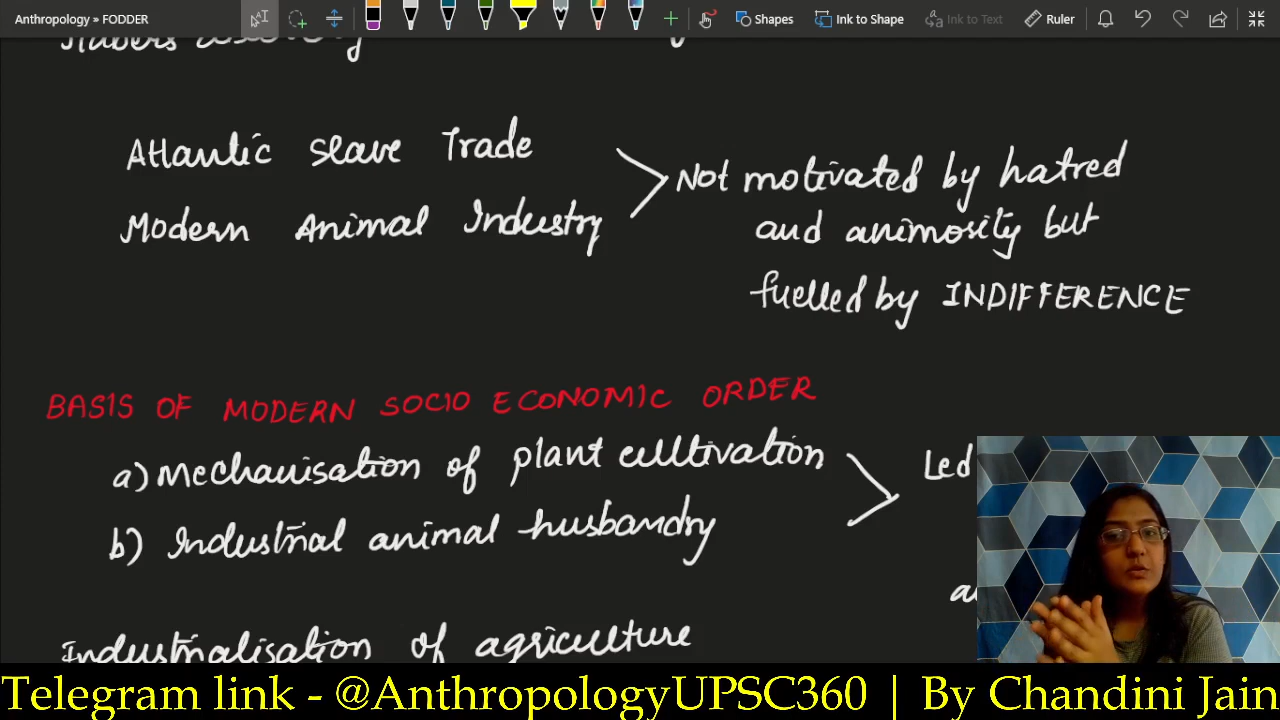 Anthropology » FODDER
Shapes
Ink to Shape
Ink to Text
Ruler
Atlantic Slave Trade
Modern Animal Industry
Not motivated by hatred
and animosity but
fuelled by INDIFFERENCE
BASIS OF MODERN SOCIO ECONOMIC ORDER
a) Mechanisation of plant culltivation
b) Industrial animal husbandry
Led
Industrialisation of agriculture
Telegram link - @AnthropologyUPSC360 | By Chandini Jain